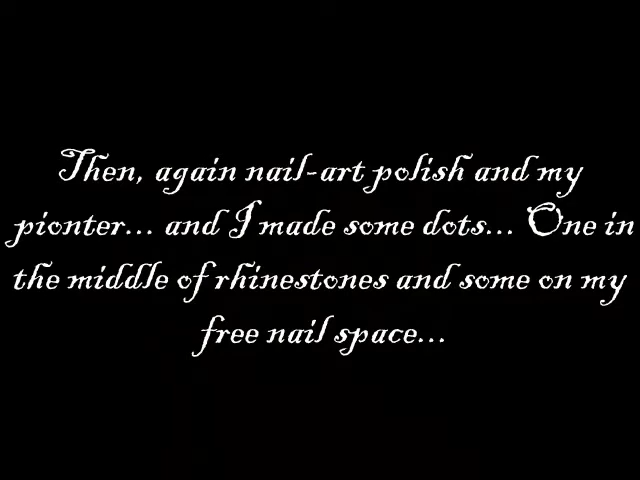 Then, again nail-art polish and my
pionter... and I made some dots... One in
the middle of rhinestones and some on my
free nail space...